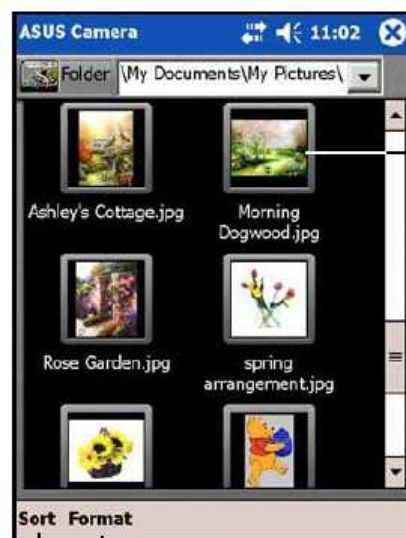 ASUS Camera 11:02
Folder \My Documents\My Pictures\
Ashley's Cottage.jpg
Morning
Dogwood.jpg
Rose Garden.jpg
spring
arrangement.jpg
Sort Format